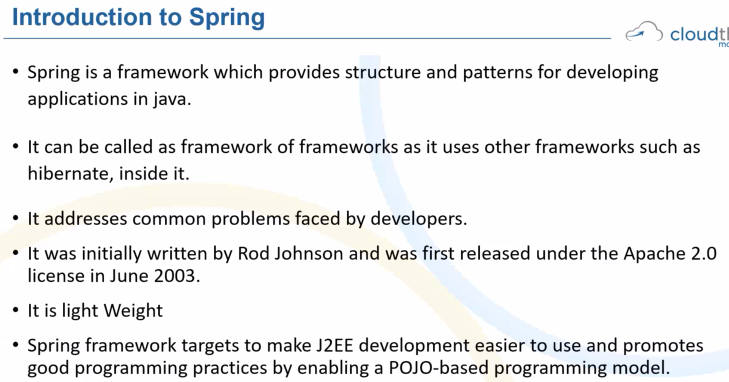 Introduction to Spring
• Spring is a framework which provides structure and patterns for developing
applications in java.
• It can be called as framework of frameworks as it uses other frameworks such as
hibernate, inside it.
• It addresses common problems faced by developers.
• It was initially written by Rod Johnson and was first released under the Apache 2.0
license in June 2003.
• It is light Weight
• Spring framework targets to make J2EE development easier to use and promotes
good programming practices by enabling a POJO-based programming model.